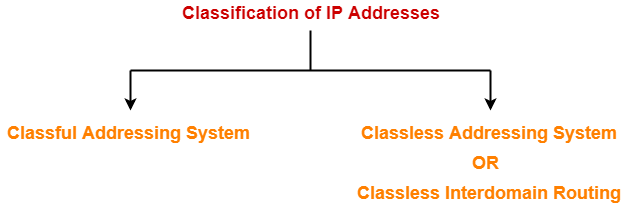 Classification of IP Addresses
Classful Addressing System
Classless Addressing System
OR
Classless Interdomain Routing